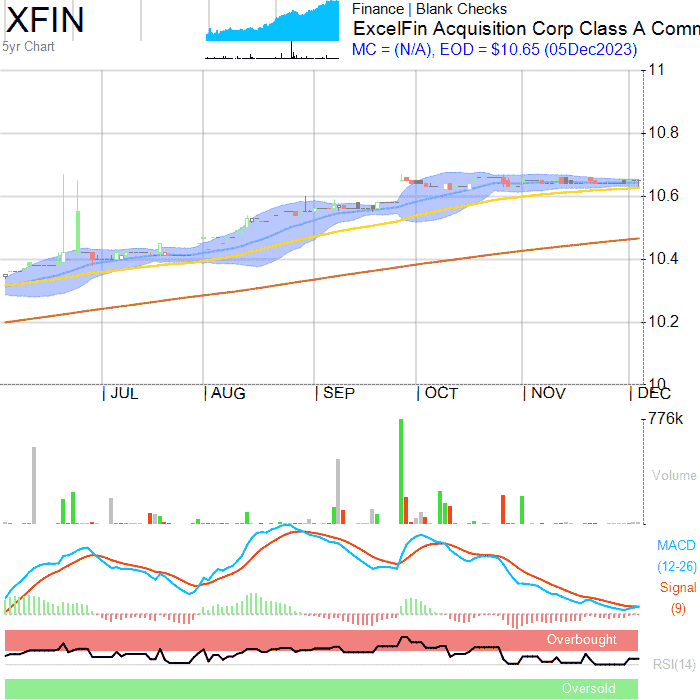 XFIN
5yr Chart
Finance | Blank Checks
ExcelFin Acquisition Corp Class A Comn
MC = (N/A), EOD = $10.65 (05Dec2023)
11
10.8
10.6
10.4
10.2
10
| JUL | AUG | SEP | OCT | NOV | DEC
776k
Volume
MACD
(12-26)
Signal
(9)
Overbought
RSI(14)
Oversold